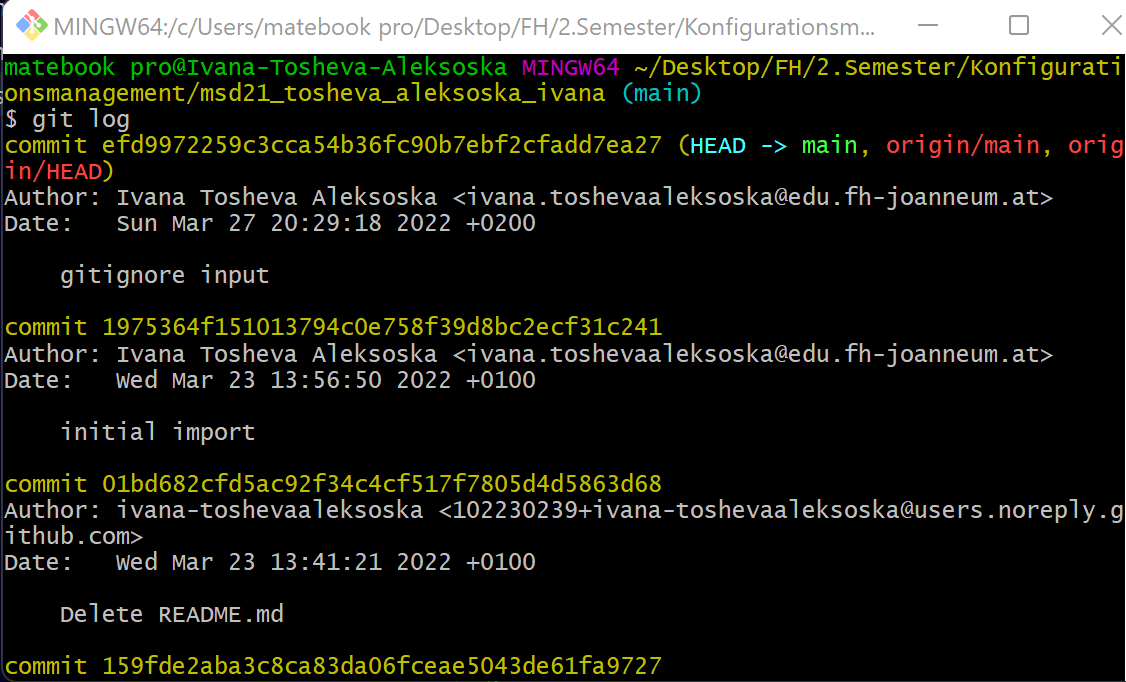 MINGW64:/c/Users/matebook pro/Desktop/FH/2.Semester/Konfigurationsm...
matebook pro@Ivana-Tosheva-Aleksoska MINGW64 ~/Desktop/FH/2.Semester/Konfigurati
onsmanagement/msd21_tosheva_aleksoska_ivana (main)
$ git log
commit efd9972259c3cca54b36fc90b7ebf2cfadd7ea27 (HEAD -> main, origin/main, orig
in/HEAD)
Author: Ivana Tosheva Aleksoska <ivana.toshevaaleksoska@edu.fh-joanneum.at>
Date:   Sun Mar 27 20:29:18 2022 +0200
    gitignore input
commit 1975364f151013794c0e758f39d8bc2ecf31c241
Author: Ivana Tosheva Aleksoska <ivana.toshevaaleksoska@edu.fh-joanneum.at>
Date:   Wed Mar 23 13:56:50 2022 +0100
    initial import
commit 01bd682cfd5ac92f34c4cf517f7805d4d5863d68
Author: ivana-toshevaaleksoska <102230239+ivana-toshevaaleksoska@users.noreply.g
ithub.com>
Date:   Wed Mar 23 13:41:21 2022 +0100
    Delete README.md
commit 159fde2aba3c8ca83da06fceae5043de61fa9727